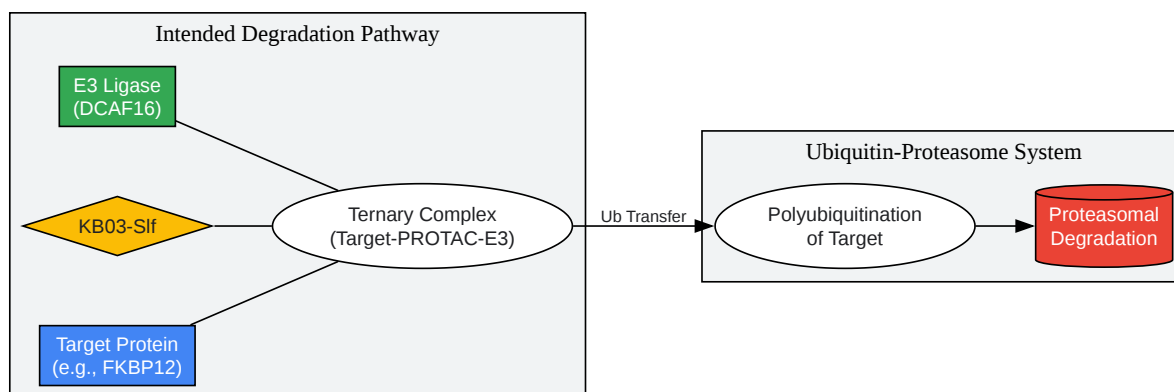 Intended Degradation Pathway
E3 Ligase
(DCAF16)
KB03-Slf
Target Protein
(e.g., FKBP12)
Ternary Complex
(Target-PROTAC-E3)
Ub Transfer
Ubiquitin-Proteasome System
Polyubiquitination
of Target
Proteasomal
Degradation